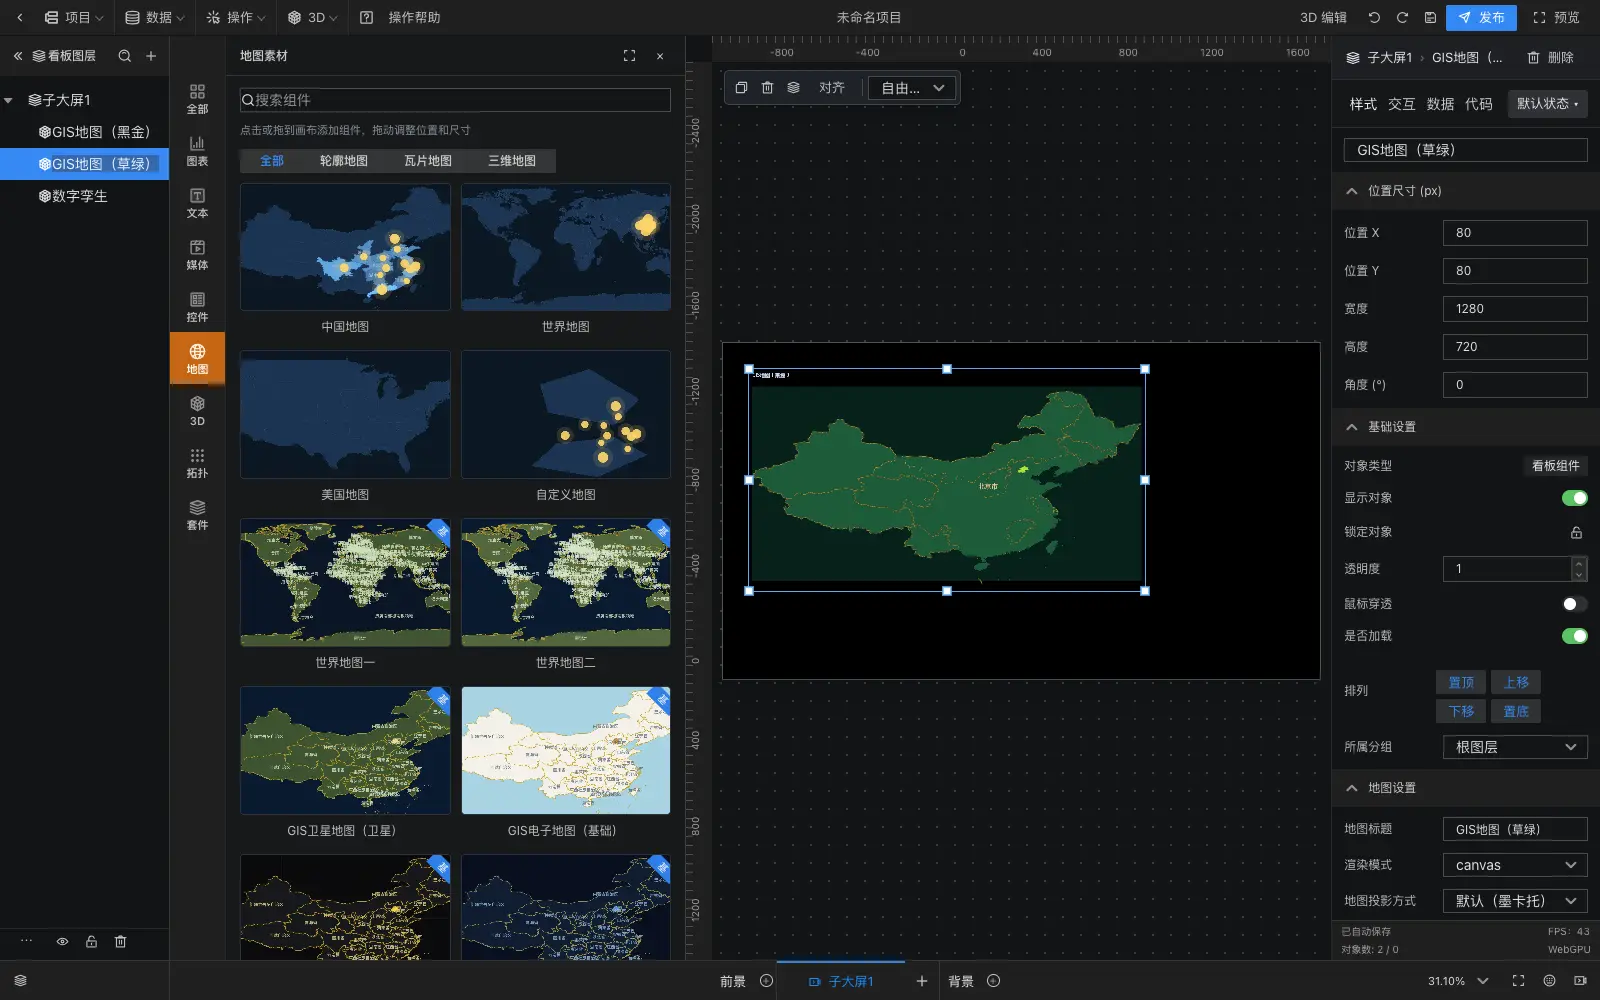 项目
数据
操作
3D
操作帮助
未命名项目
3D 编辑
发布
预览
看板图层
子大屏1
GIS地图（黑金）
GIS地图（草绿）
数字孪生
全部
图表
文本
媒体
控件
地图
3D
拓扑
套件
地图素材
搜索组件
点击或拖到画布添加组件，拖动调整位置和尺寸
全部
轮廓地图
瓦片地图
三维地图
中国地图
世界地图
美国地图
自定义地图
世界地图一
世界地图二
GIS卫星地图（卫星）
GIS电子地图（基础）
-800
-400
0
400
800
1200
1600
-2400
-2000
-1600
-1200
-800
-400
0
400
800
1200
对齐
自由...
北京市
子大屏1 › GIS地图（...
删除
样式
交互
数据
代码
默认状态
GIS地图（草绿）
位置尺寸 (px)
位置 X
80
位置 Y
80
宽度
1280
高度
720
角度 (°)
0
基础设置
对象类型
看板组件
显示对象
锁定对象
透明度
1
鼠标穿透
是否加载
排列
置顶
上移
下移
置底
所属分组
根图层
地图设置
地图标题
GIS地图（草绿）
渲染模式
canvas
地图投影方式
默认（墨卡托）
已自动保存
FPS: 43
对象数: 2 / 0
WebGPU
前景
子大屏1
背景
31.10%